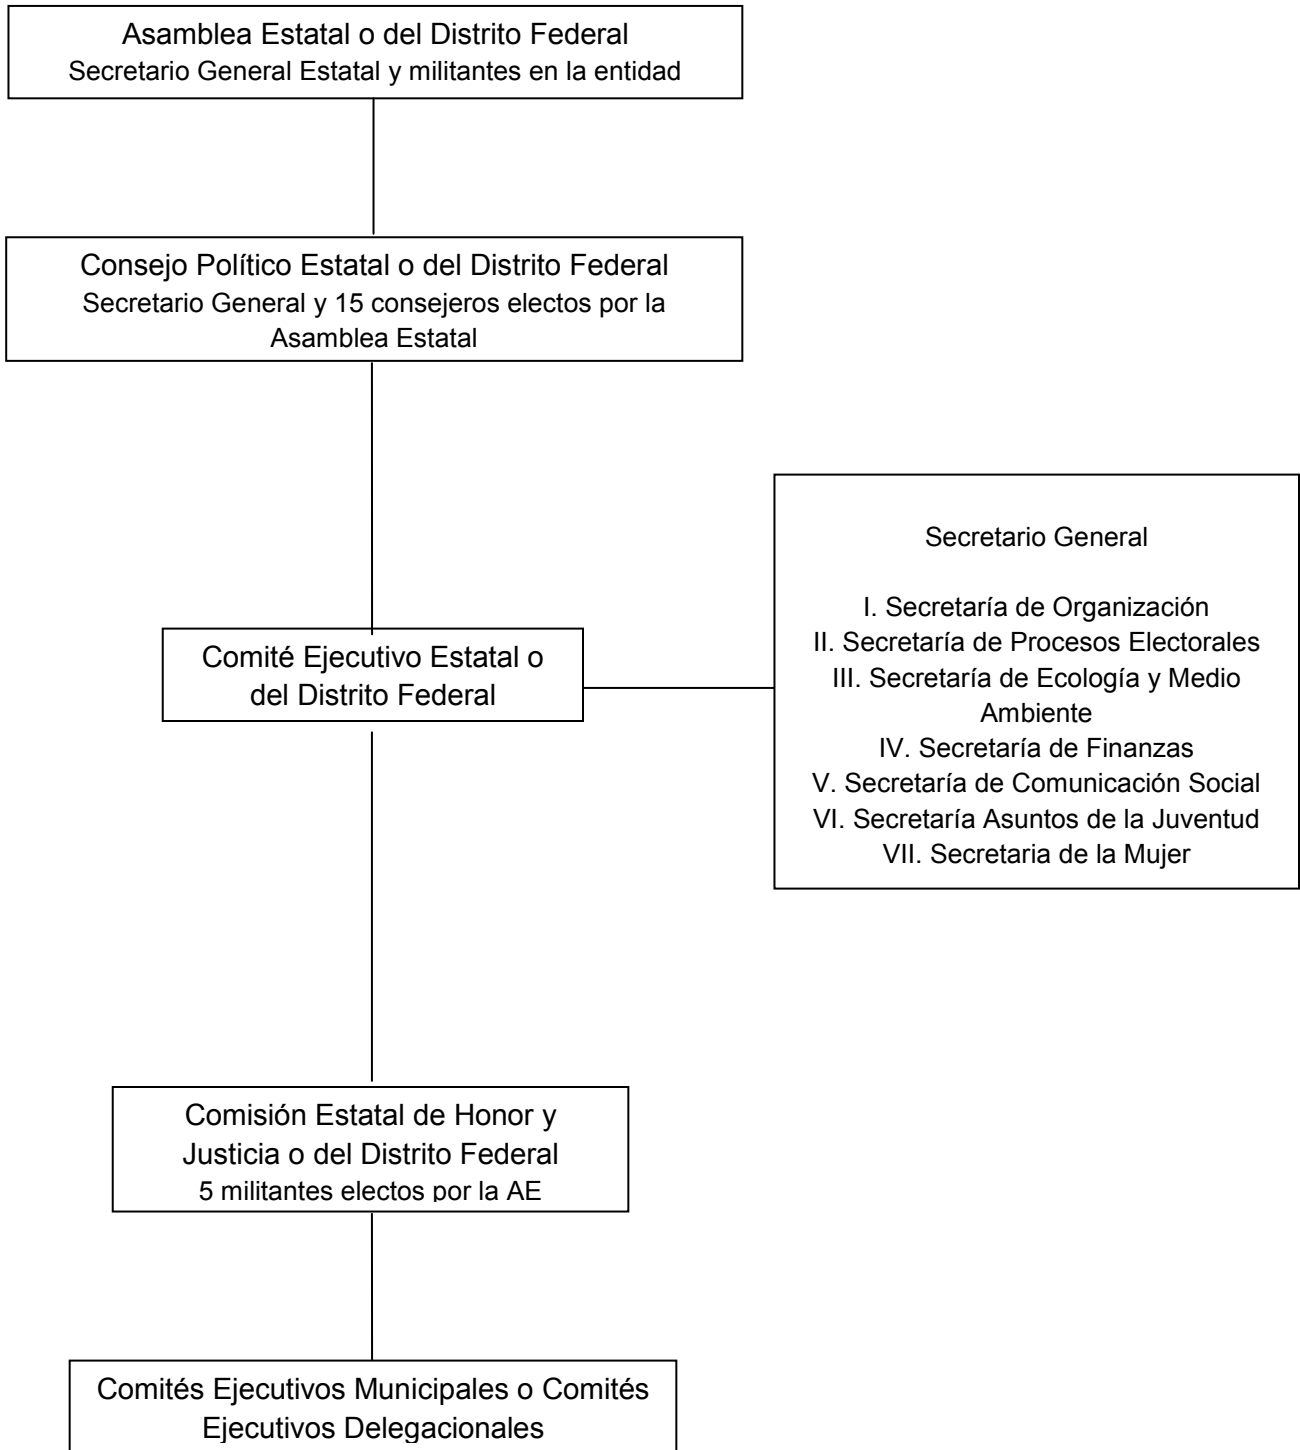 Asamblea Estatal o del Distrito Federal
Secretario General Estatal y militantes en la entidad
Consejo Político Estatal o del Distrito Federal
Secretario General y 15 consejeros electos por la
Asamblea Estatal
Secretario General
I. Secretaría de Organización
II. Secretaría de Procesos Electorales
III. Secretaría de Ecología y Medio
Ambiente
IV. Secretaría de Finanzas
V. Secretaría de Comunicación Social
VI. Secretaría Asuntos de la Juventud
VII. Secretaria de la Mujer
Comité Ejecutivo Estatal o
del Distrito Federal
Comisión Estatal de Honor y
Justicia o del Distrito Federal
5 militantes electos por la AE
Comités Ejecutivos Municipales o Comités
Ejecutivos Delegacionales